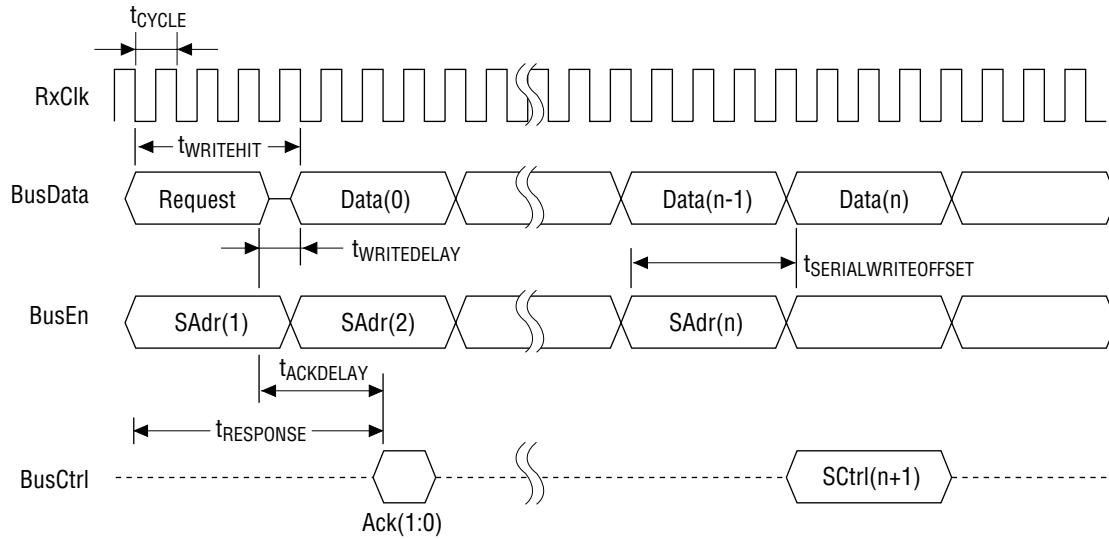 tCYCLE
RxClk
tWRITEHIT
BusData
Request
Data(0)
Data(n-1)
Data(n)
tWRITEDELAY
tSERIALWRITEOFFSET
BusEn
SAdr(1)
SAdr(2)
SAdr(n)
tACKDELAY
tRESPONSE
BusCtrl
SCtrl(n+1)
Ack(1:0)